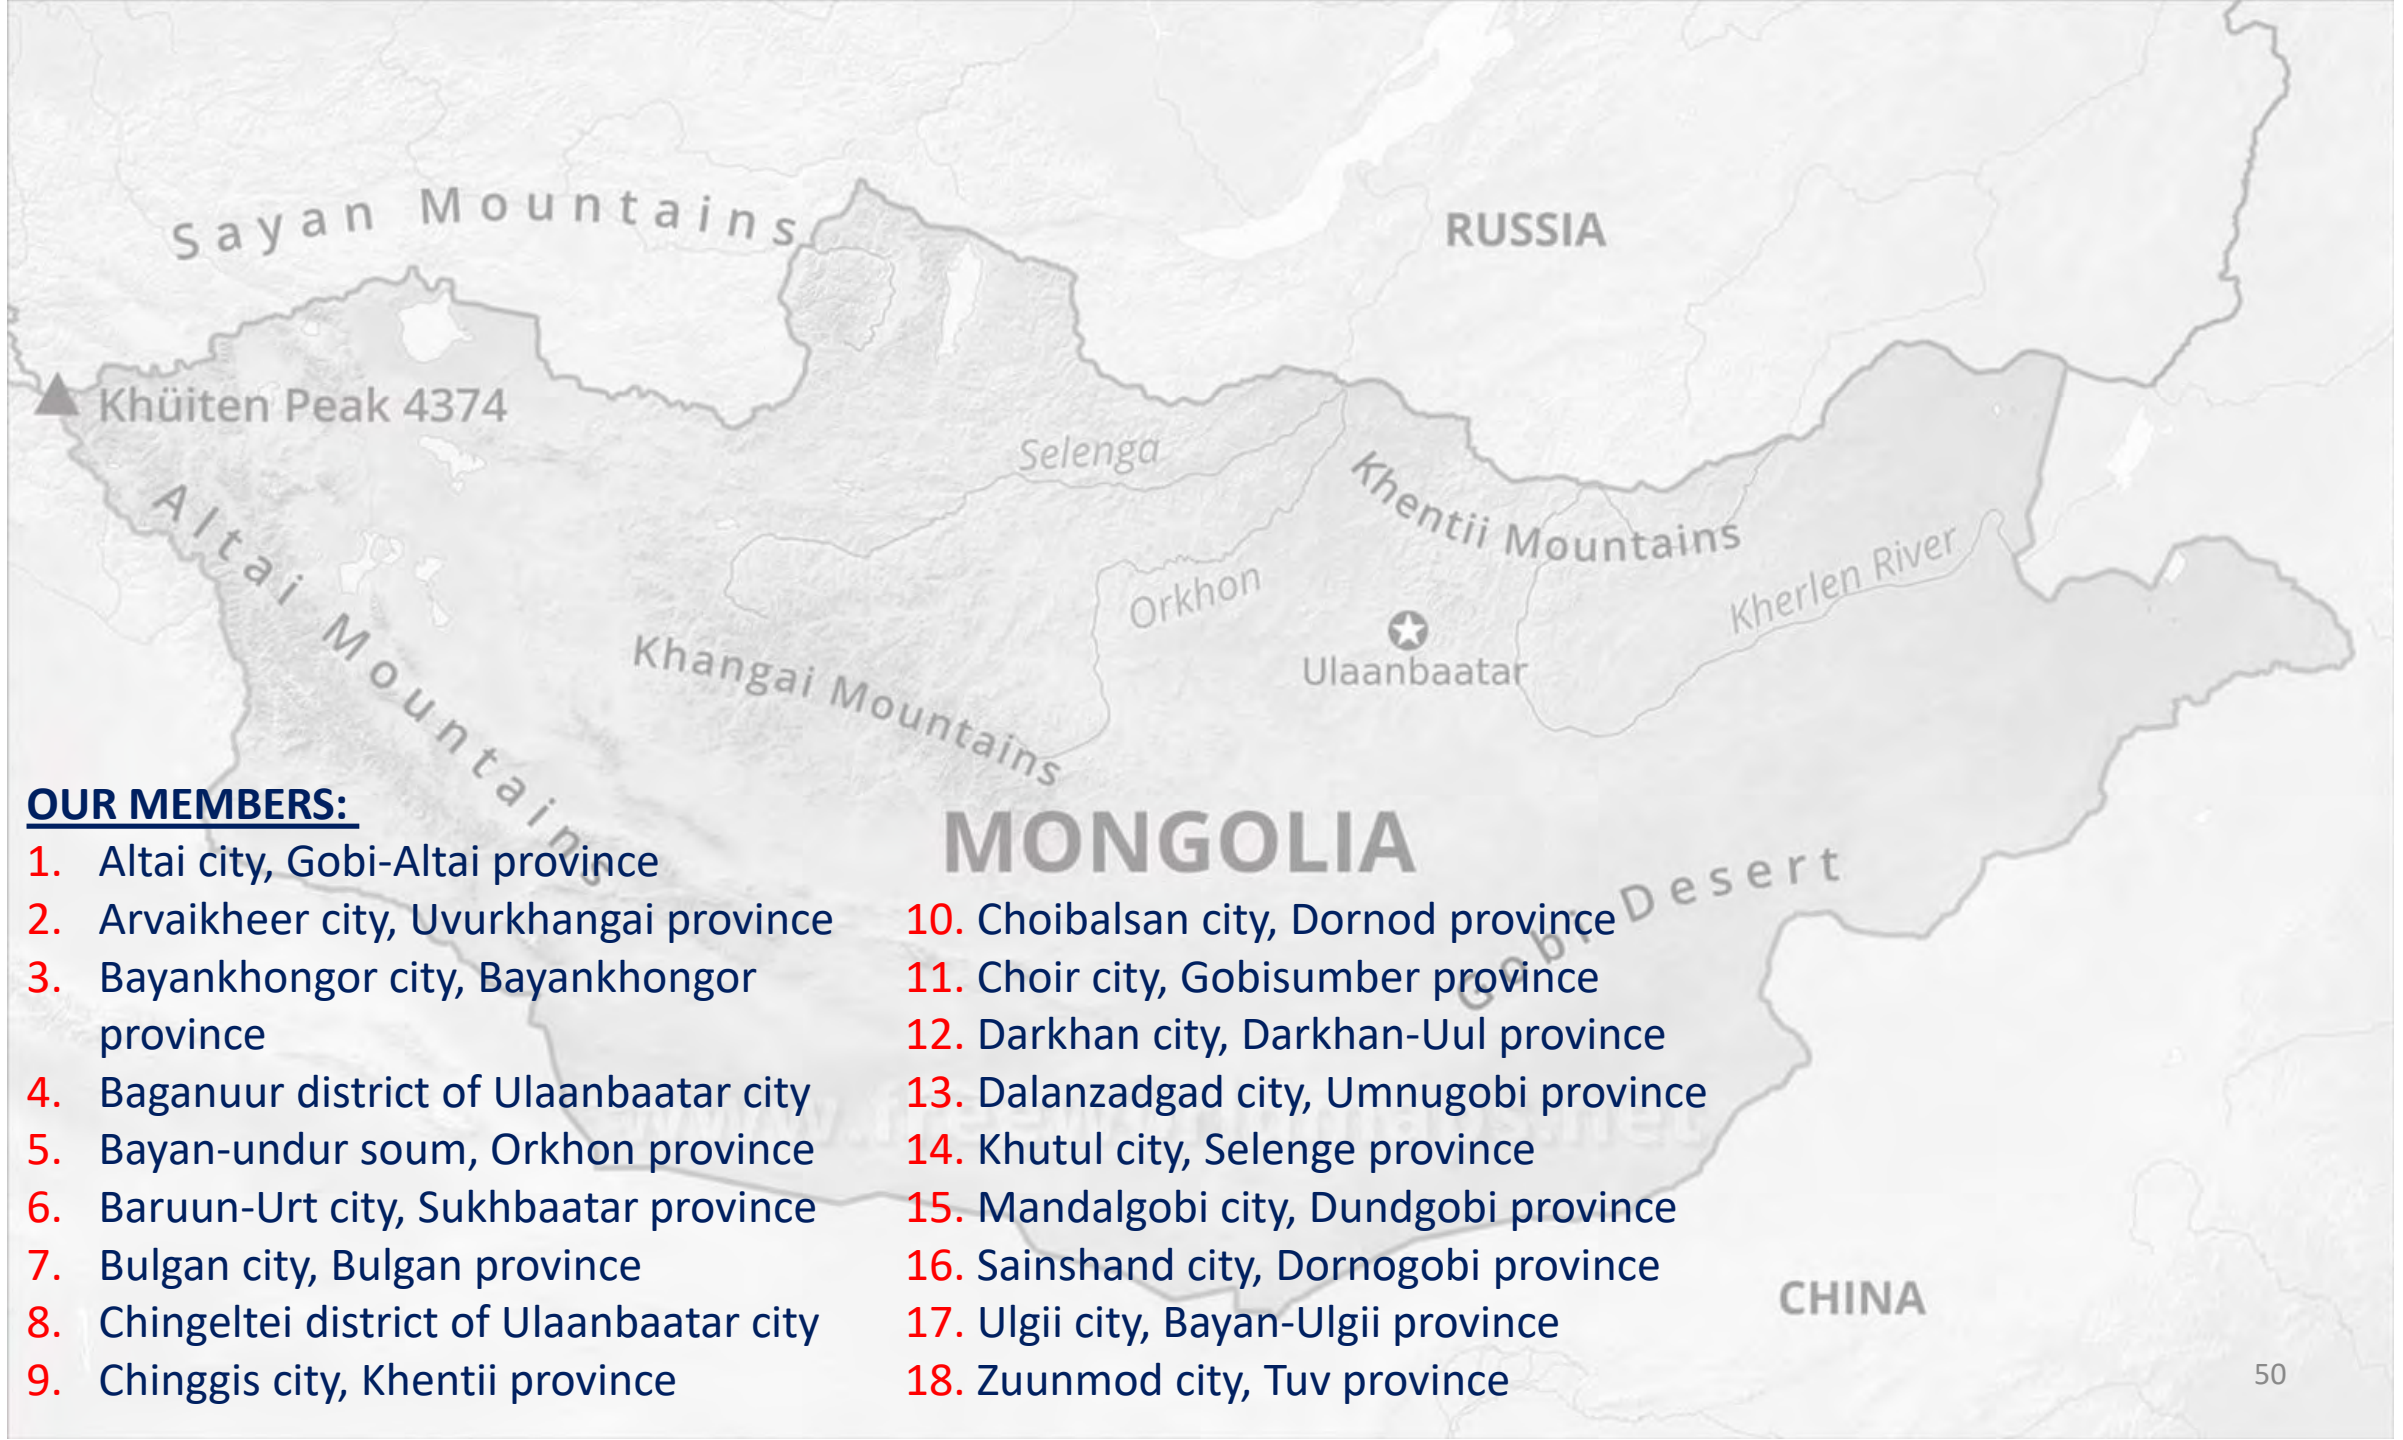 Sayan Mountains
RUSSIA
Khüiten Peak 4374
Selenga
Khentii Mountains
Altai Mountains
Orkhon
Kherlen River
Khangai Mountains
Ulaanbaatar
MONGOLIA
Gobi Desert
OUR MEMBERS:
1. Altai city, Gobi-Altai province
2. Arvaikheer city, Uvurkhangai province
3. Bayankhongor city, Bayankhongor
province
4. Baganuur district of Ulaanbaatar city
5. Bayan-undur soum, Orkhon province
6. Baruun-Urt city, Sukhbaatar province
7. Bulgan city, Bulgan province
8. Chingeltei district of Ulaanbaatar city
9. Chinggis city, Khentii province
10. Choibalsan city, Dornod province
11. Choir city, Gobisumber province
12. Darkhan city, Darkhan-Uul province
13. Dalanzadgad city, Umnugobi province
14. Khutul city, Selenge province
15. Mandalgobi city, Dundgobi province
16. Sainshand city, Dornogobi province
17. Ulgii city, Bayan-Ulgii province
18. Zuunmod city, Tuv province
www.freeworldmaps.net
CHINA
50